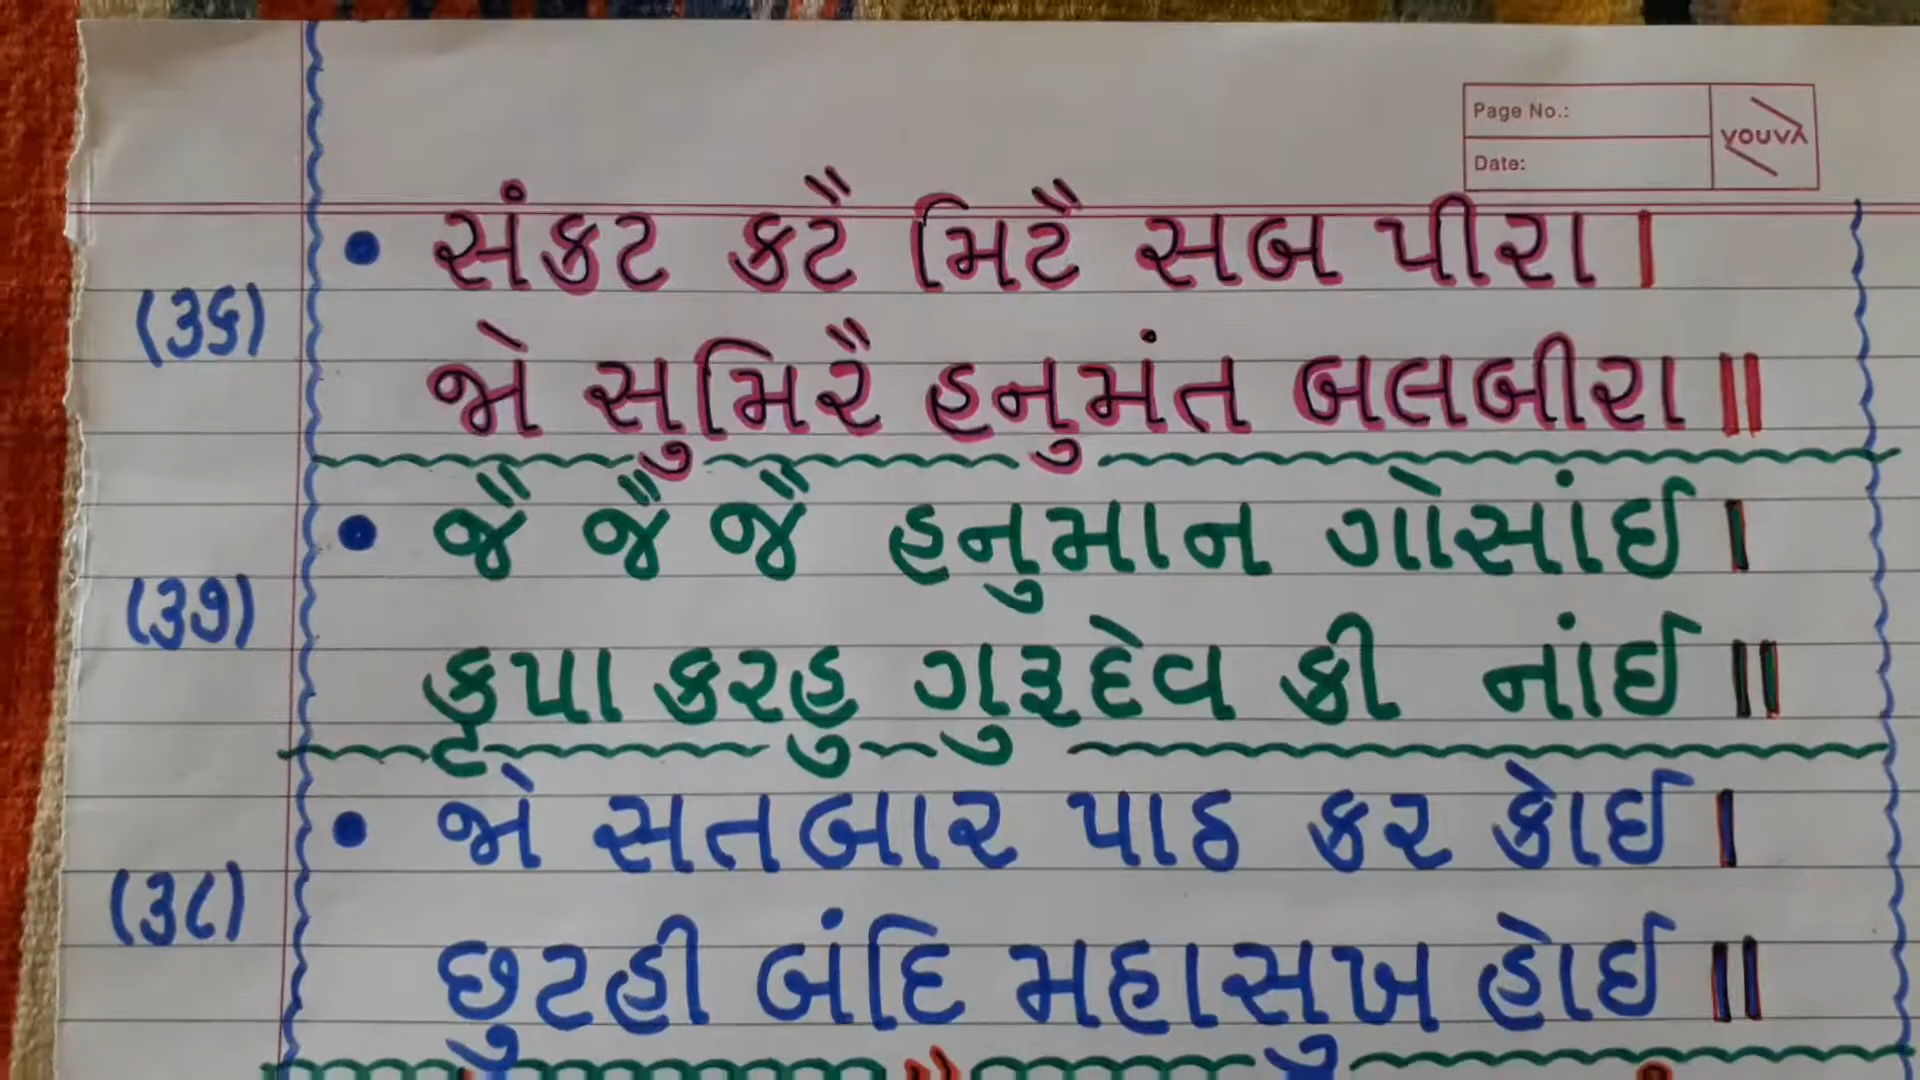 Page No.:
YOUVA
Date:
• સંકટ કટૈ મિટૈ સબ પીરા ।
(૩૬)
જો સુમિરૈ હનુમંત બલબીરા ॥
• જૈ જૈ જૈ હનુમાન ગોસાંઈ ।
(૩૭)
કૃપા કરહુ ગુરૂદેવ કી નાંઈ ॥
• જો સતબાર પાઠ કર કોઈ ।
(૩૮)
છુટહી બંદિ મહાસુખ હોઈ ॥